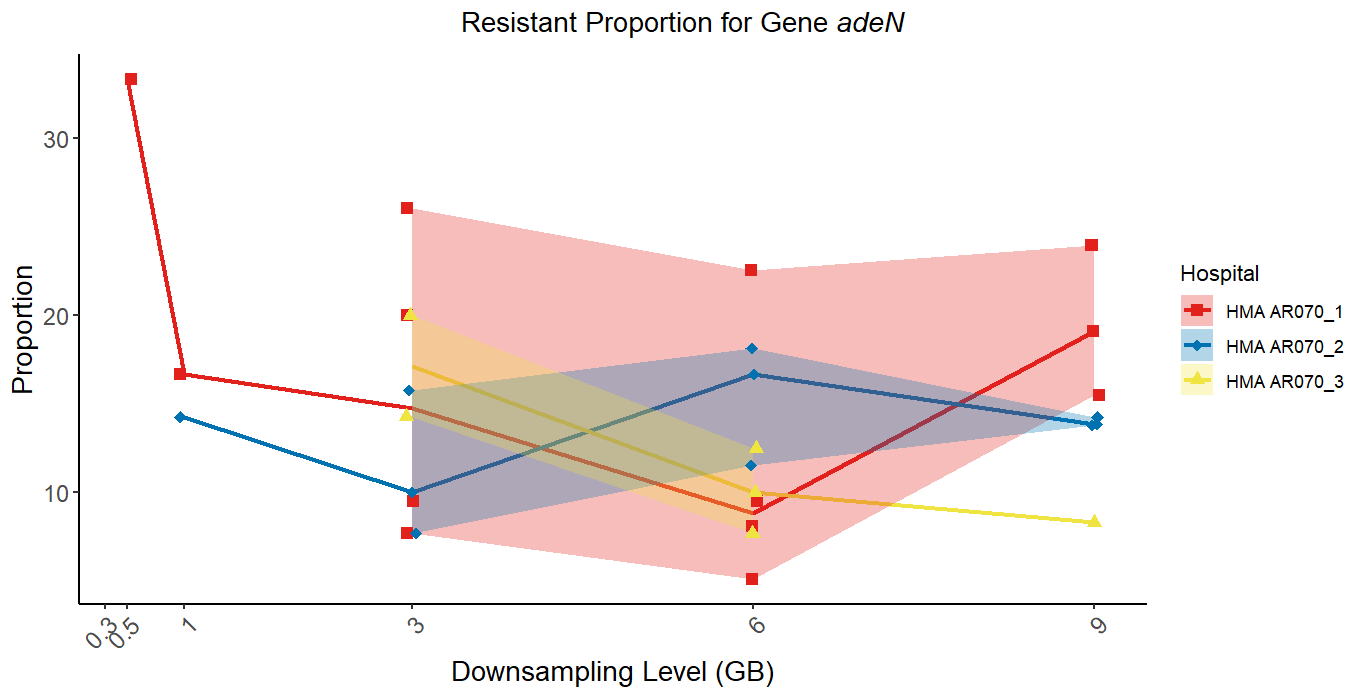 Resistant Proportion for Gene adeN
Proportion
30
20
10
0.3
0.5
1
3
6
9
Downsampling Level (GB)
Hospital
HMA AR070_1
HMA AR070_2
HMA AR070_3